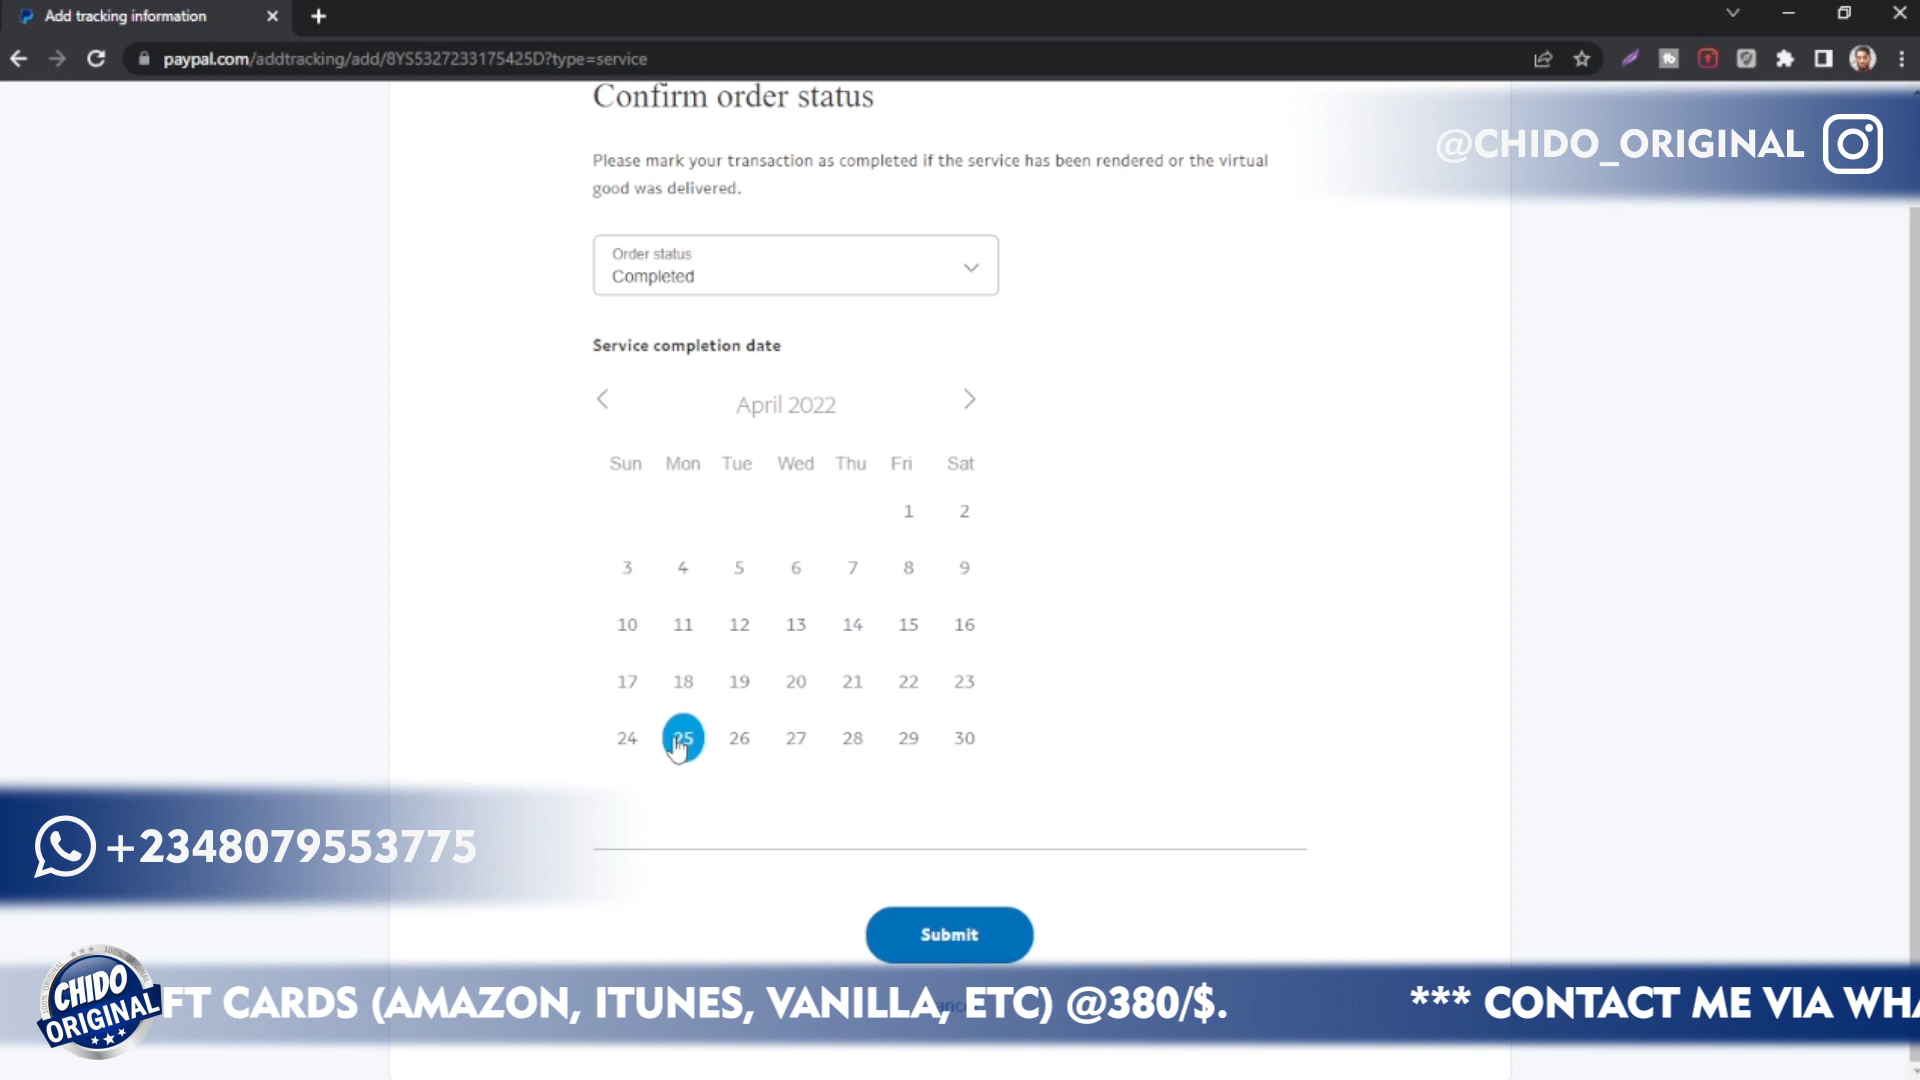 Add tracking information
paypal.com/addtracking/add/8YS5327233175425D?type=service
Confirm order status
@CHIDO_ORIGINAL
Please mark your transaction as completed if the service has been rendered or the virtual
good was delivered.
Order status
Completed
Service completion date
April 2022
Sun Mon Tue Wed Thu Fri Sat
1 2
3 4 5 6 7 8 9
10 11 12 13 14 15 16
17 18 19 20 21 22 23
24 25 26 27 28 29 30
+2348079553775
Submit
CHIDO
ORIGINAL
FT CARDS (AMAZON, ITUNES, VANILLA, ETC) @380/$. *** CONTACT ME VIA WHA